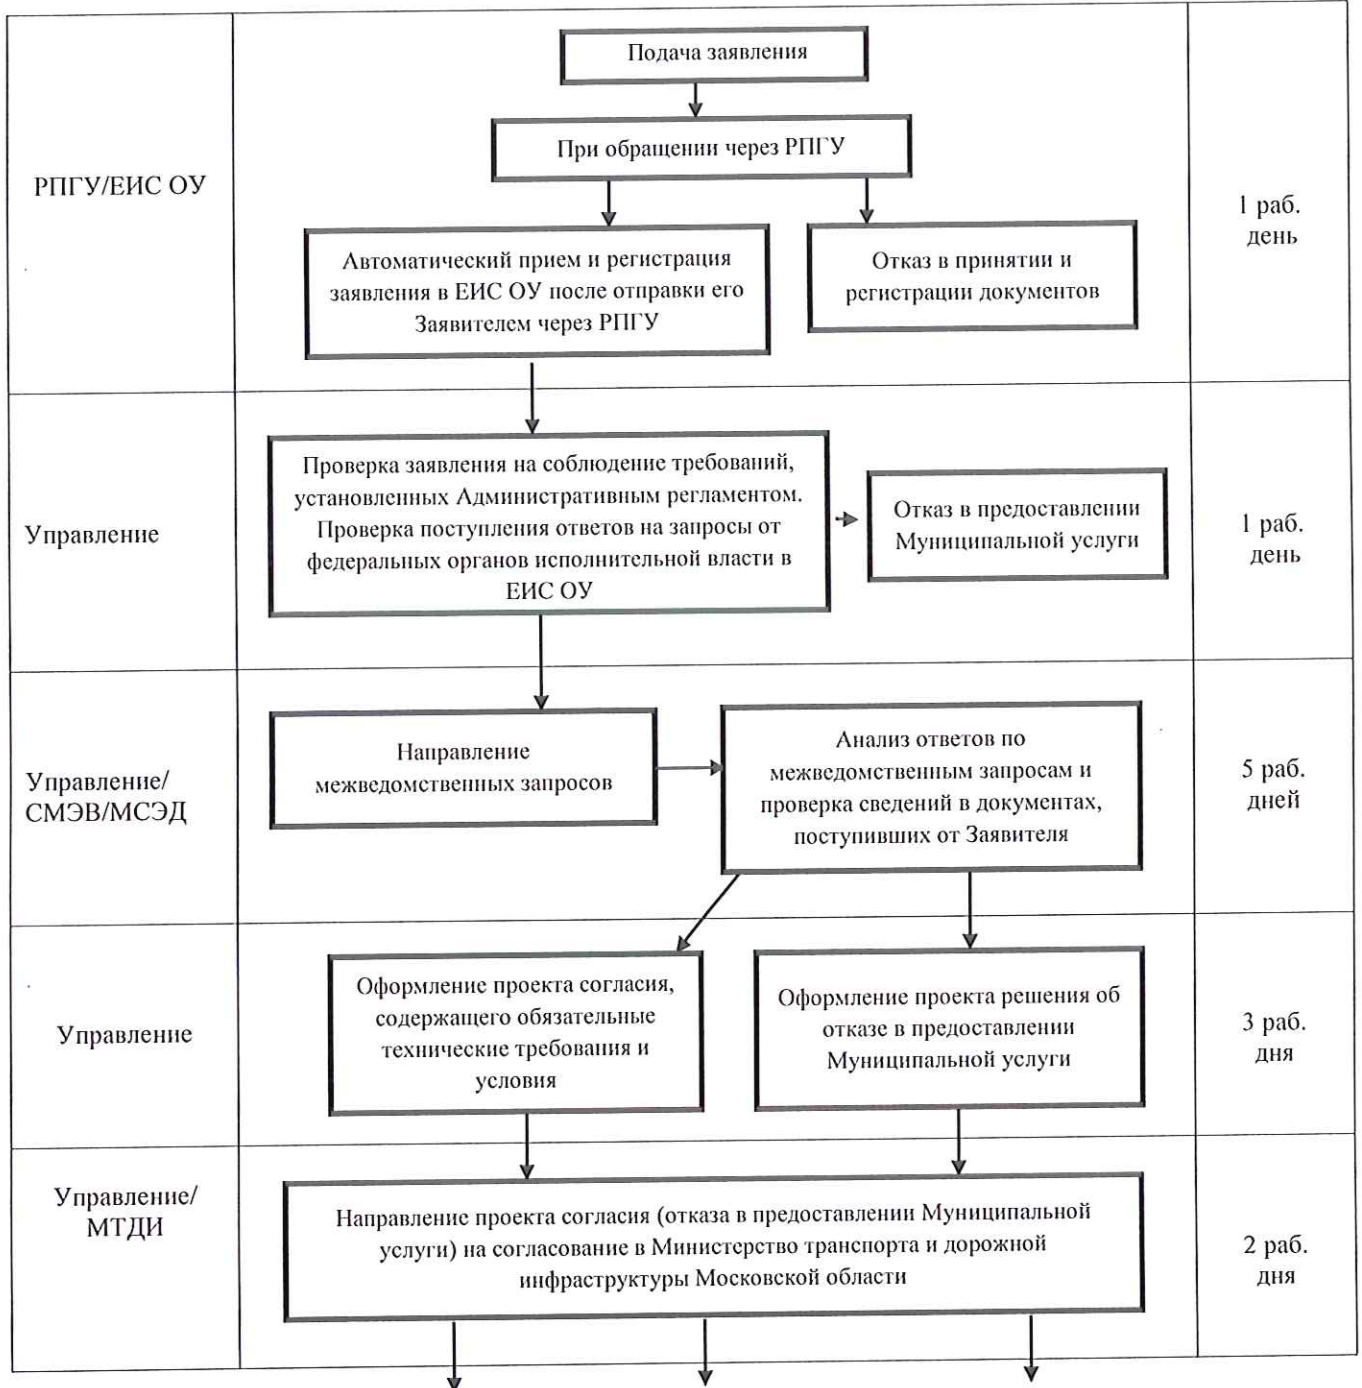 Подача заявления
При обращении через РПГУ
РПГУ/ЕИС ОУ
1 раб.
день
Автоматический прием и регистрация
заявления в ЕИС ОУ после отправки его
Заявителем через РПГУ
Отказ в принятии и
регистрации документов
Управление
Проверка заявления на соблюдение требований,
установленных Административным регламентом.
Проверка поступления ответов на запросы от
федеральных органов исполнительной власти в
ЕИС ОУ
Отказ в предоставлении
Муниципальной услуги
1 раб.
день
Управление/
СМЭВ/МСЭД
Направление
межведомственных запросов
Анализ ответов по
межведомственным запросам и
проверка сведений в документах,
поступивших от Заявителя
5 раб.
дней
Управление
Оформление проекта согласия,
содержащего обязательные
технические требования и
условия
Оформление проекта решения об
отказе в предоставлении
Муниципальной услуги
3 раб.
дня
Управление/
МТДИ
Направление проекта согласия (отказа в предоставлении Муниципальной
услуги) на согласование в Министерство транспорта и дорожной
инфраструктуры Московской области
2 раб.
дня